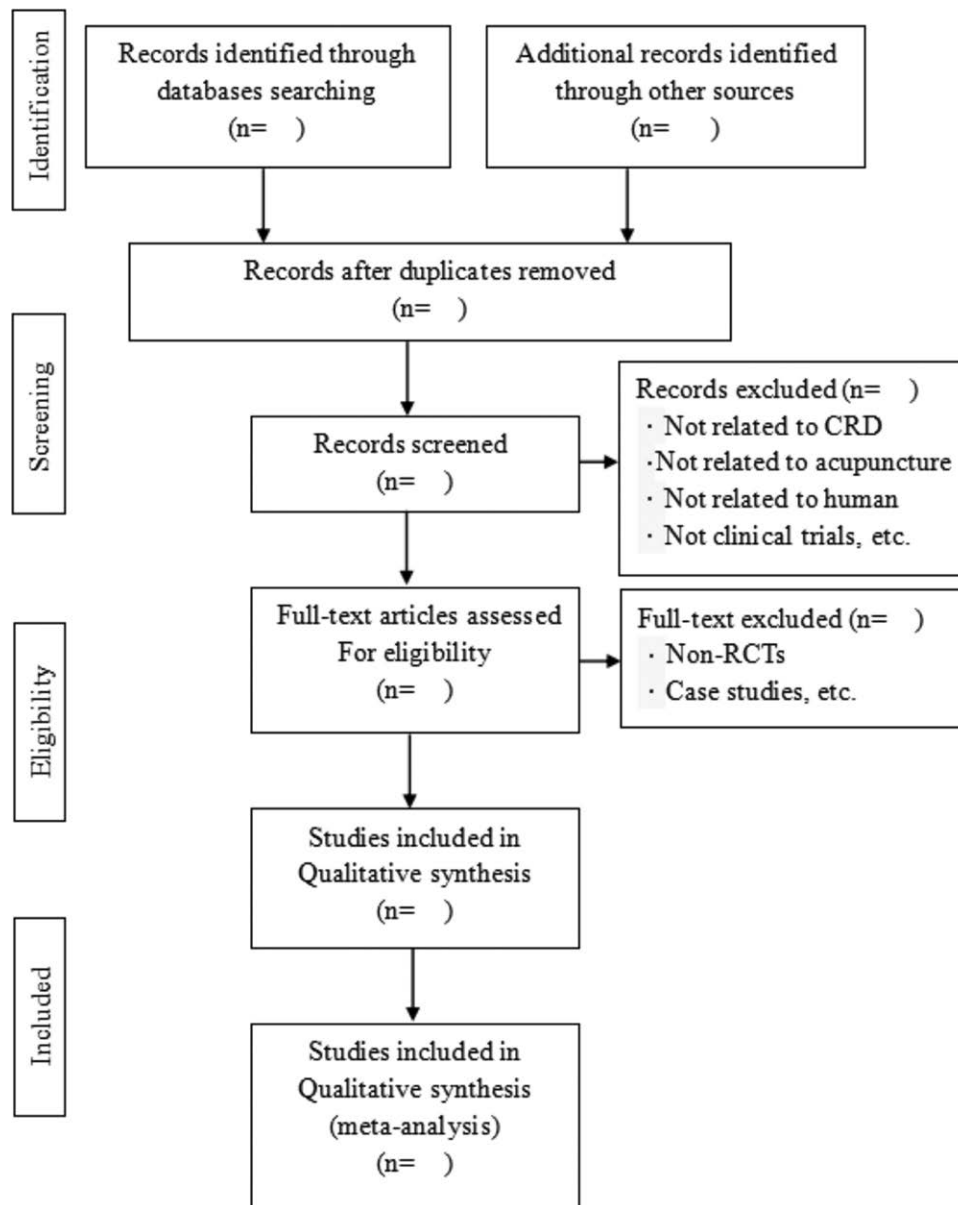 Identification
Records identified through
databases searching
(n=   )
Additional records identified
through other sources
(n=   )
Records after duplicates removed
(n=   )
Screening
Records screened
(n=   )
Records excluded (n=   )
· Not related to CRD
·Not related to acupuncture
· Not related to human
· Not clinical trials, etc.
Eligibility
Full-text articles assessed
For eligibility
(n=   )
Full-text excluded (n=   )
· Non-RCTs
· Case studies, etc.
Studies included in
Qualitative synthesis
(n=   )
Included
Studies included in
Qualitative synthesis
(meta-analysis)
(n=   )